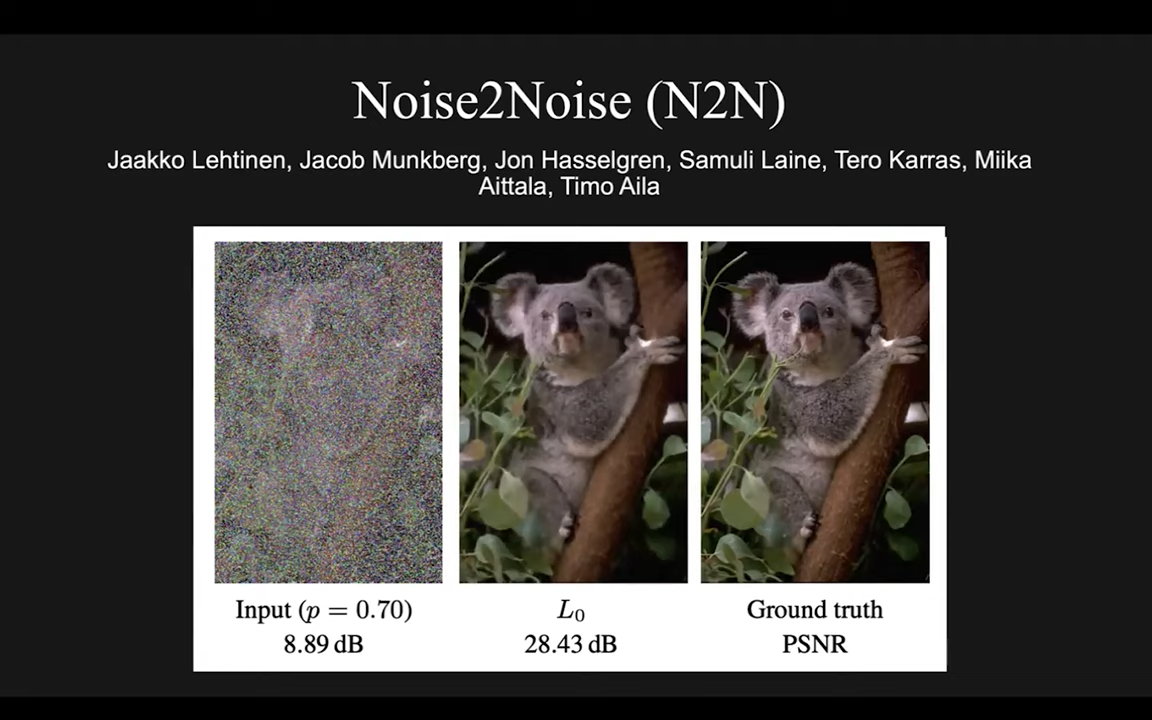 Noise2Noise (N2N)
Jaakko Lehtinen, Jacob Munkberg, Jon Hasselgren, Samuli Laine, Tero Karras, Miika
Aittala, Timo Aila
Input (p = 0.70)
8.89 dB
L₀
28.43 dB
Ground truth
PSNR